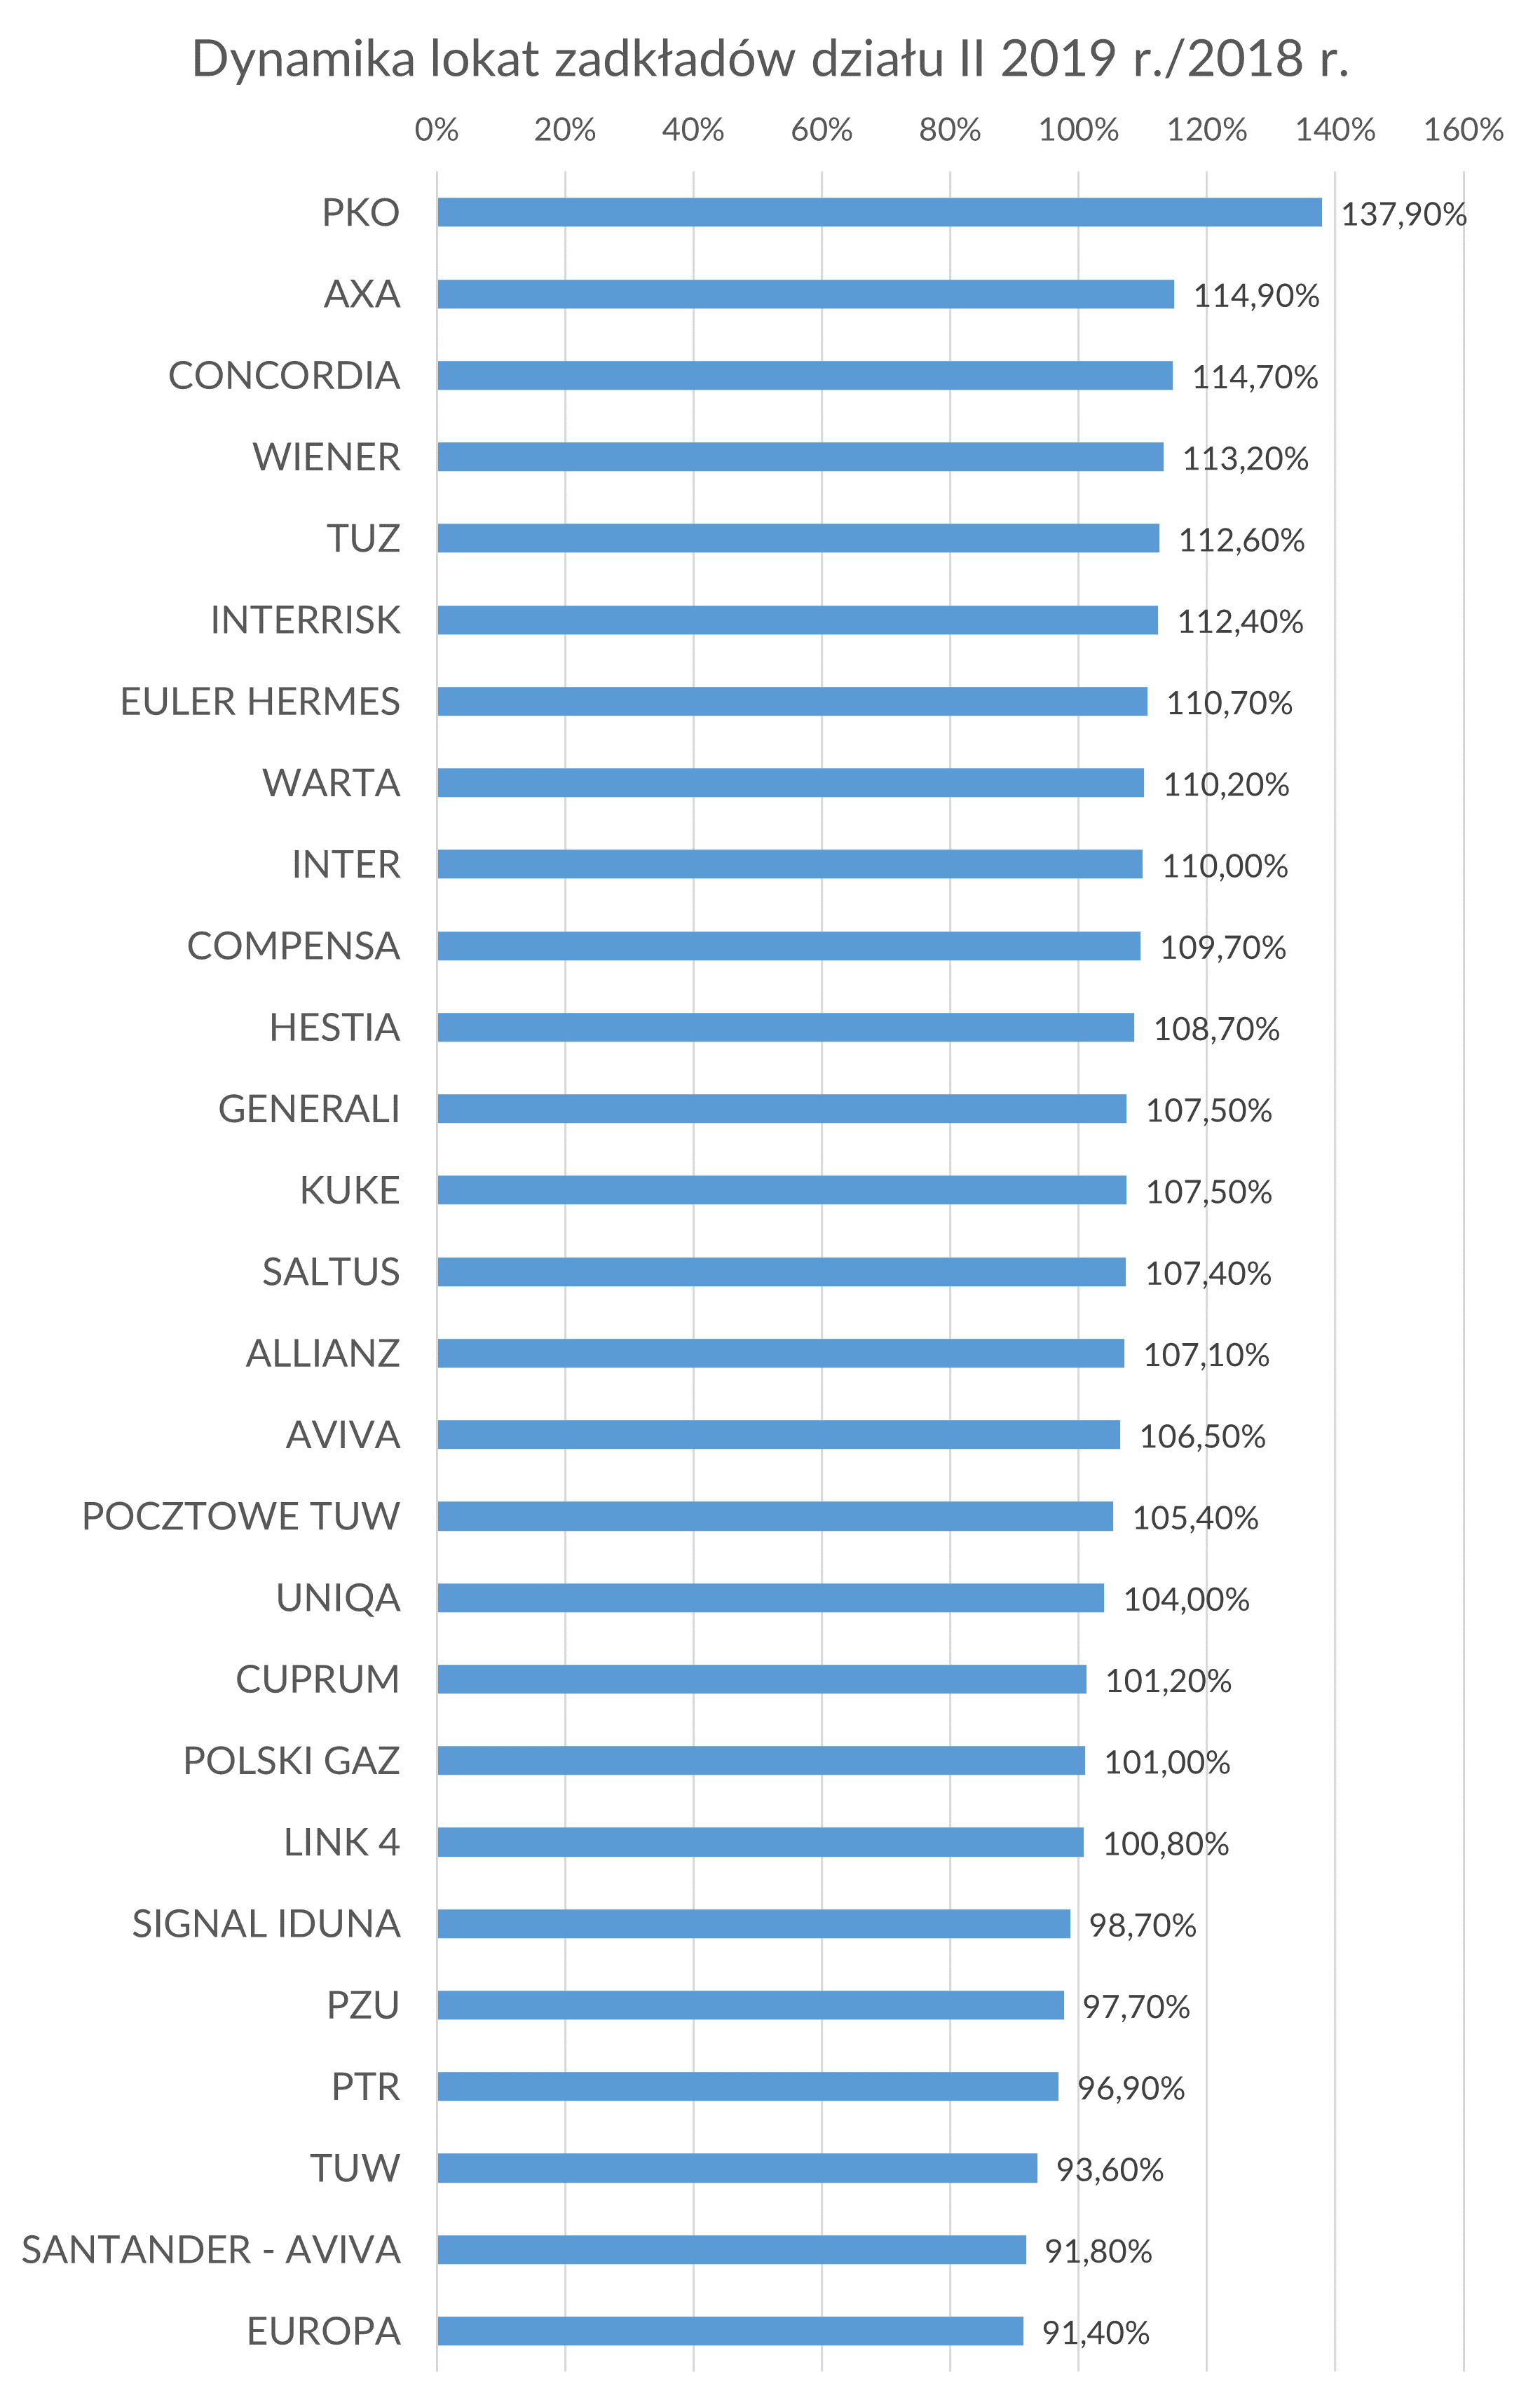 Dynamika lokat zadkładów działu II 2019 r./2018 r.
0% 20% 40% 60% 80% 100% 120% 140% 160%
PKO 137,90%
AXA 114,90%
CONCORDIA 114,70%
WIENER 113,20%
TUZ 112,60%
INTERRISK 112,40%
EULER HERMES 110,70%
WARTA 110,20%
INTER 110,00%
COMPENSA 109,70%
HESTIA 108,70%
GENERALI 107,50%
KUKE 107,50%
SALTUS 107,40%
ALLIANZ 107,10%
AVIVA 106,50%
POCZTOWE TUW 105,40%
UNIQA 104,00%
CUPRUM 101,20%
POLSKI GAZ 101,00%
LINK 4 100,80%
SIGNAL IDUNA 98,70%
PZU 97,70%
PTR 96,90%
TUW 93,60%
SANTANDER - AVIVA 91,80%
EUROPA 91,40%